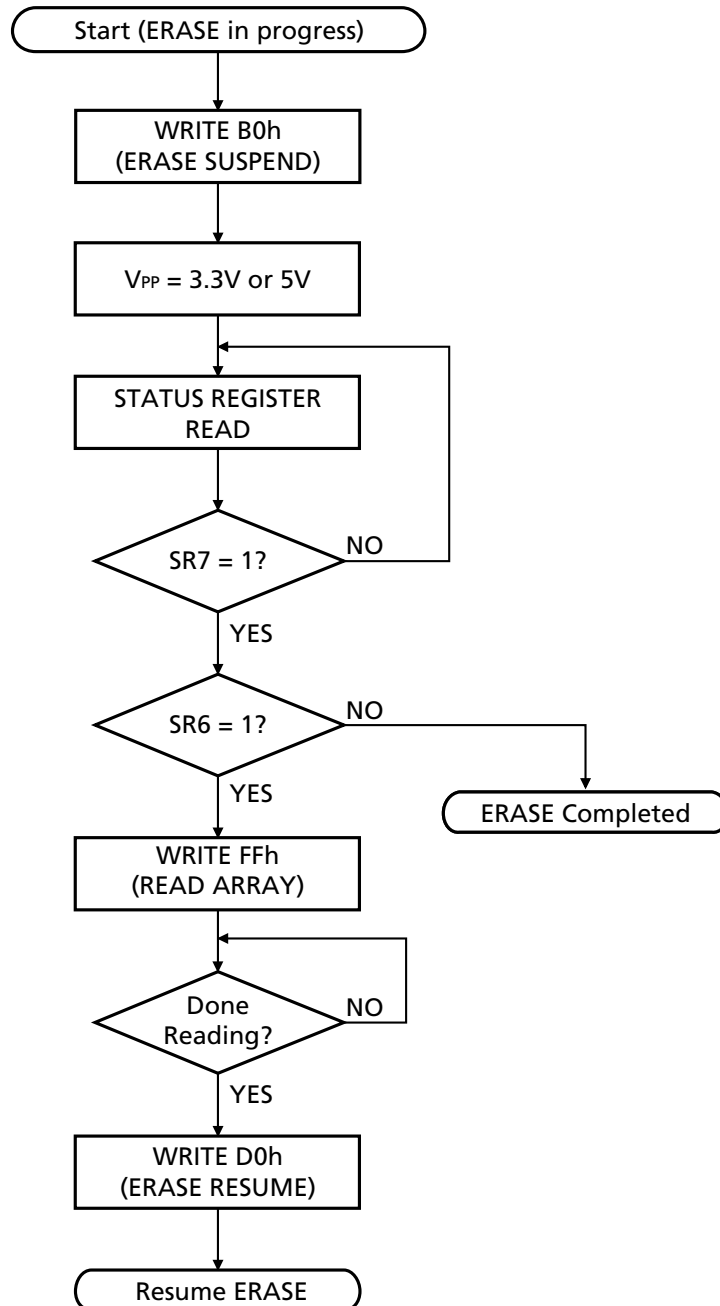 Start (ERASE in progress)
WRITE B0h
(ERASE SUSPEND)
VPP = 3.3V or 5V
STATUS REGISTER
READ
SR7 = 1?
NO
YES
SR6 = 1?
NO
YES
ERASE Completed
WRITE FFh
(READ ARRAY)
Done
Reading?
NO
YES
WRITE D0h
(ERASE RESUME)
Resume ERASE